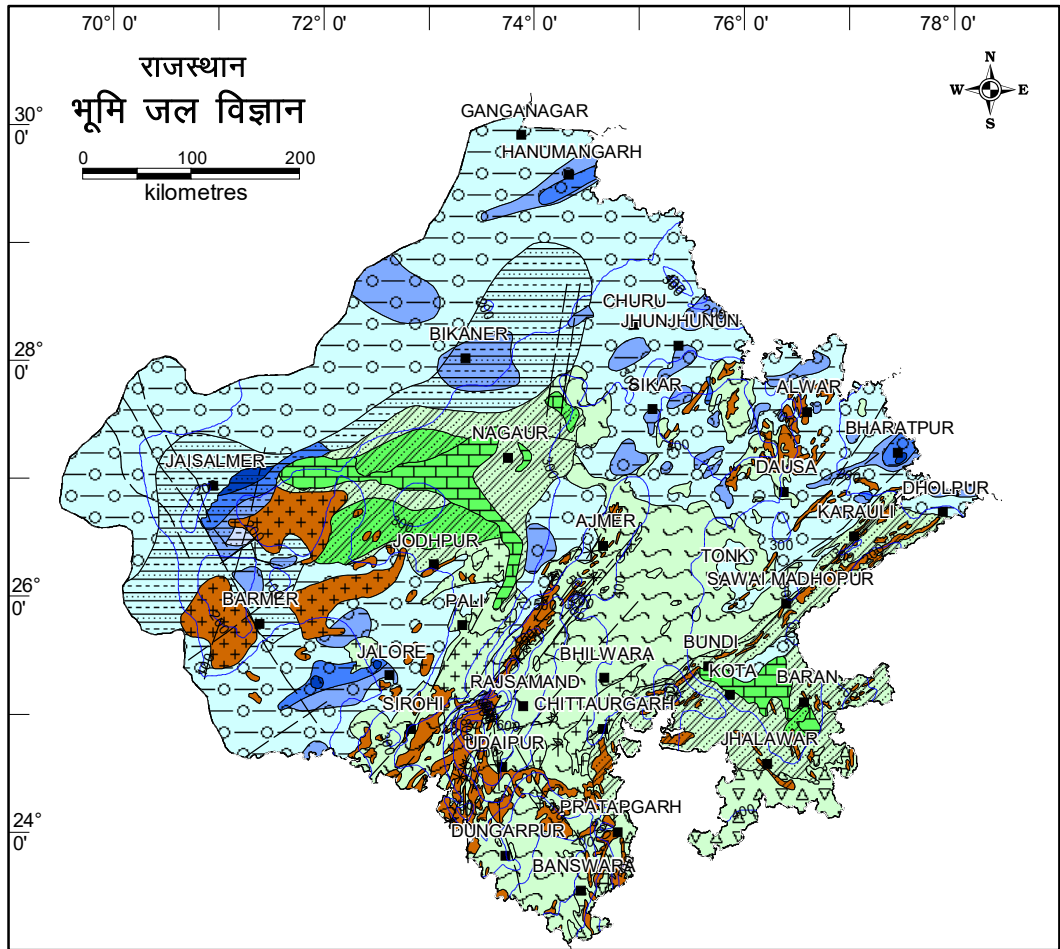 70° 0' 72° 0' 74° 0' 76° 0' 78° 0'
राजस्थान
भूमि जल विज्ञान
0 100 200
kilometres
N
W E
S
30° 0'
GANGANAGAR
HANUMANGARH
CHURU
JHUNJHUNUN
BIKANER
28° 0'
SIKAR
ALWAR
BHARATPUR
NAGAUR
JAISALMER
DAUSA
DHOLPUR
KARAULI
AJMER
JODHPUR
TONK
300
26° 0'
SAWAI MADHOPUR
BARMER
PALI
BUNDI
JALORE
BHILWARA
KOTA
BARAN
RAJSAMAND
SIROHI
CHITTAURGARH
UDAIPUR
JHALAWAR
PRATAPGARH
24° 0'
DUNGARPUR
BANSWARA